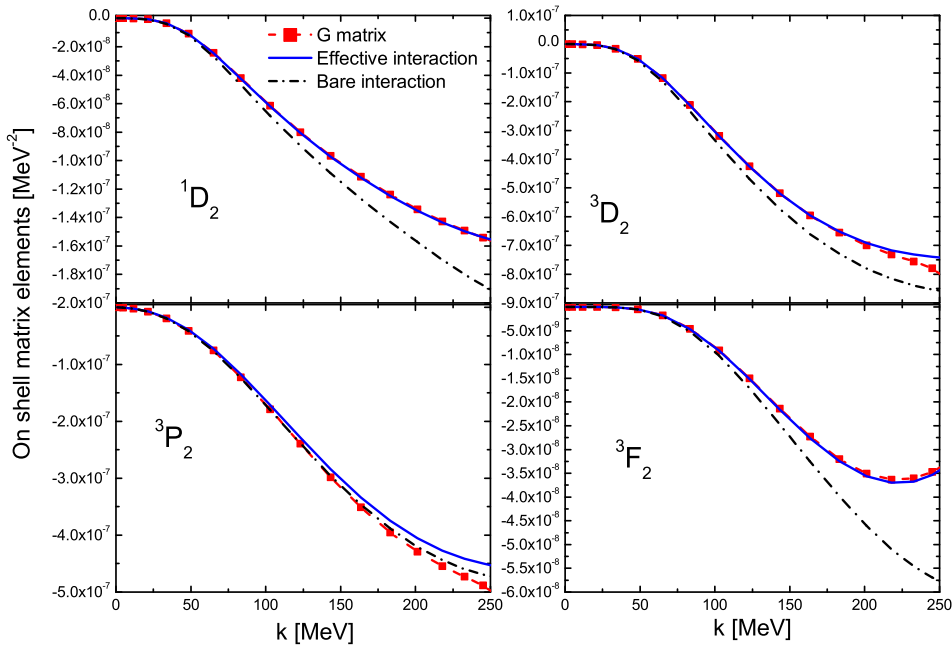 On shell matrix elements [MeV⁻²]
0.0
-2.0x10⁻⁸
-4.0x10⁻⁸
-6.0x10⁻⁸
-8.0x10⁻⁸
-1.0x10⁻⁷
-1.2x10⁻⁷
-1.4x10⁻⁷
-1.6x10⁻⁷
-1.8x10⁻⁷
-2.0x10⁻⁷
G matrix
Effective interaction
Bare interaction
¹D₂
1.0x10⁻⁷
0.0
-1.0x10⁻⁷
-2.0x10⁻⁷
-3.0x10⁻⁷
-4.0x10⁻⁷
-5.0x10⁻⁷
-6.0x10⁻⁷
-7.0x10⁻⁷
-8.0x10⁻⁷
-9.0x10⁻⁷
³D₂
-1.0x10⁻⁷
-2.0x10⁻⁷
-3.0x10⁻⁷
-4.0x10⁻⁷
-5.0x10⁻⁷
³P₂
0 50 100 150 200 250
k [MeV]
-5.0x10⁻⁹
-1.0x10⁻⁸
-1.5x10⁻⁸
-2.0x10⁻⁸
-2.5x10⁻⁸
-3.0x10⁻⁸
-3.5x10⁻⁸
-4.0x10⁻⁸
-4.5x10⁻⁸
-5.0x10⁻⁸
-5.5x10⁻⁸
-6.0x10⁻⁸
³F₂
0 50 100 150 200 250
k [MeV]